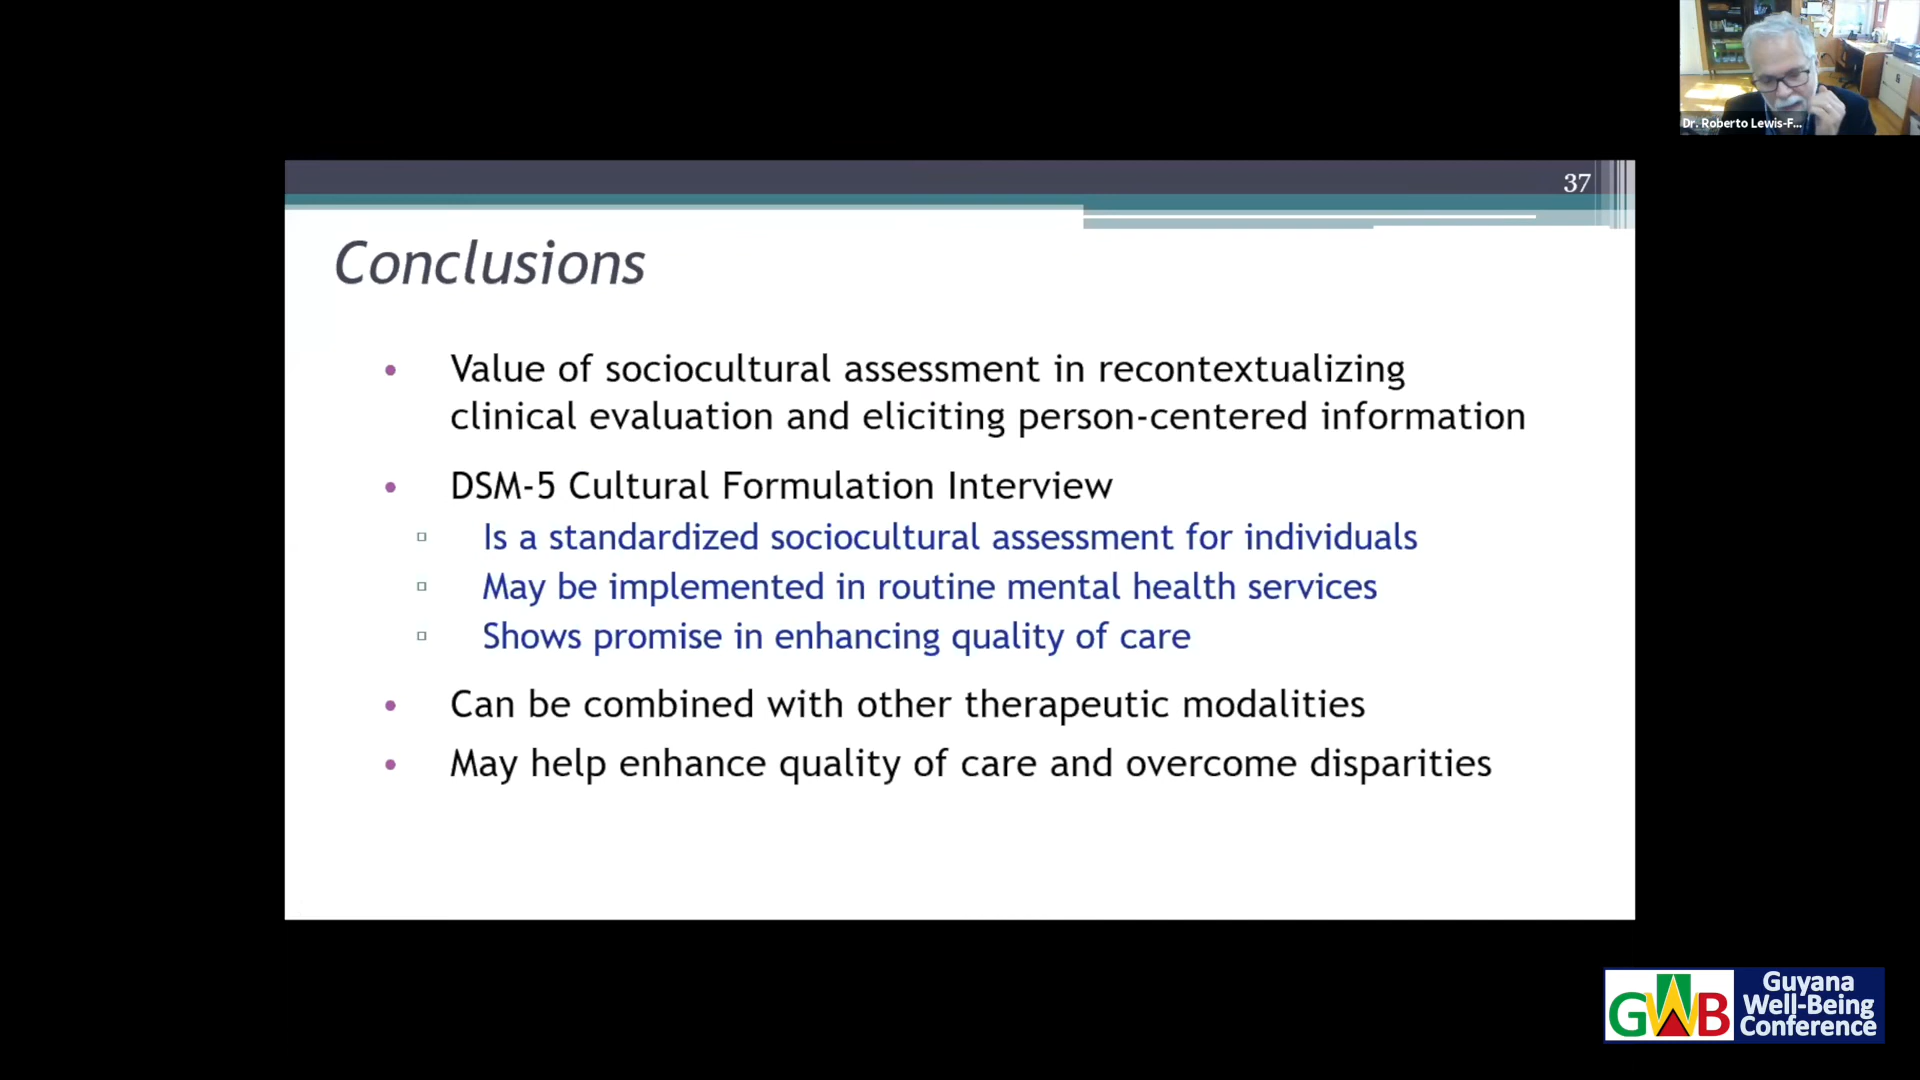 Dr. Roberto Lewis-F...
37
Conclusions
• Value of sociocultural assessment in recontextualizing
clinical evaluation and eliciting person-centered information
• DSM-5 Cultural Formulation Interview
▫ Is a standardized sociocultural assessment for individuals
▫ May be implemented in routine mental health services
▫ Shows promise in enhancing quality of care
• Can be combined with other therapeutic modalities
• May help enhance quality of care and overcome disparities
GWB
Guyana
Well-Being
Conference